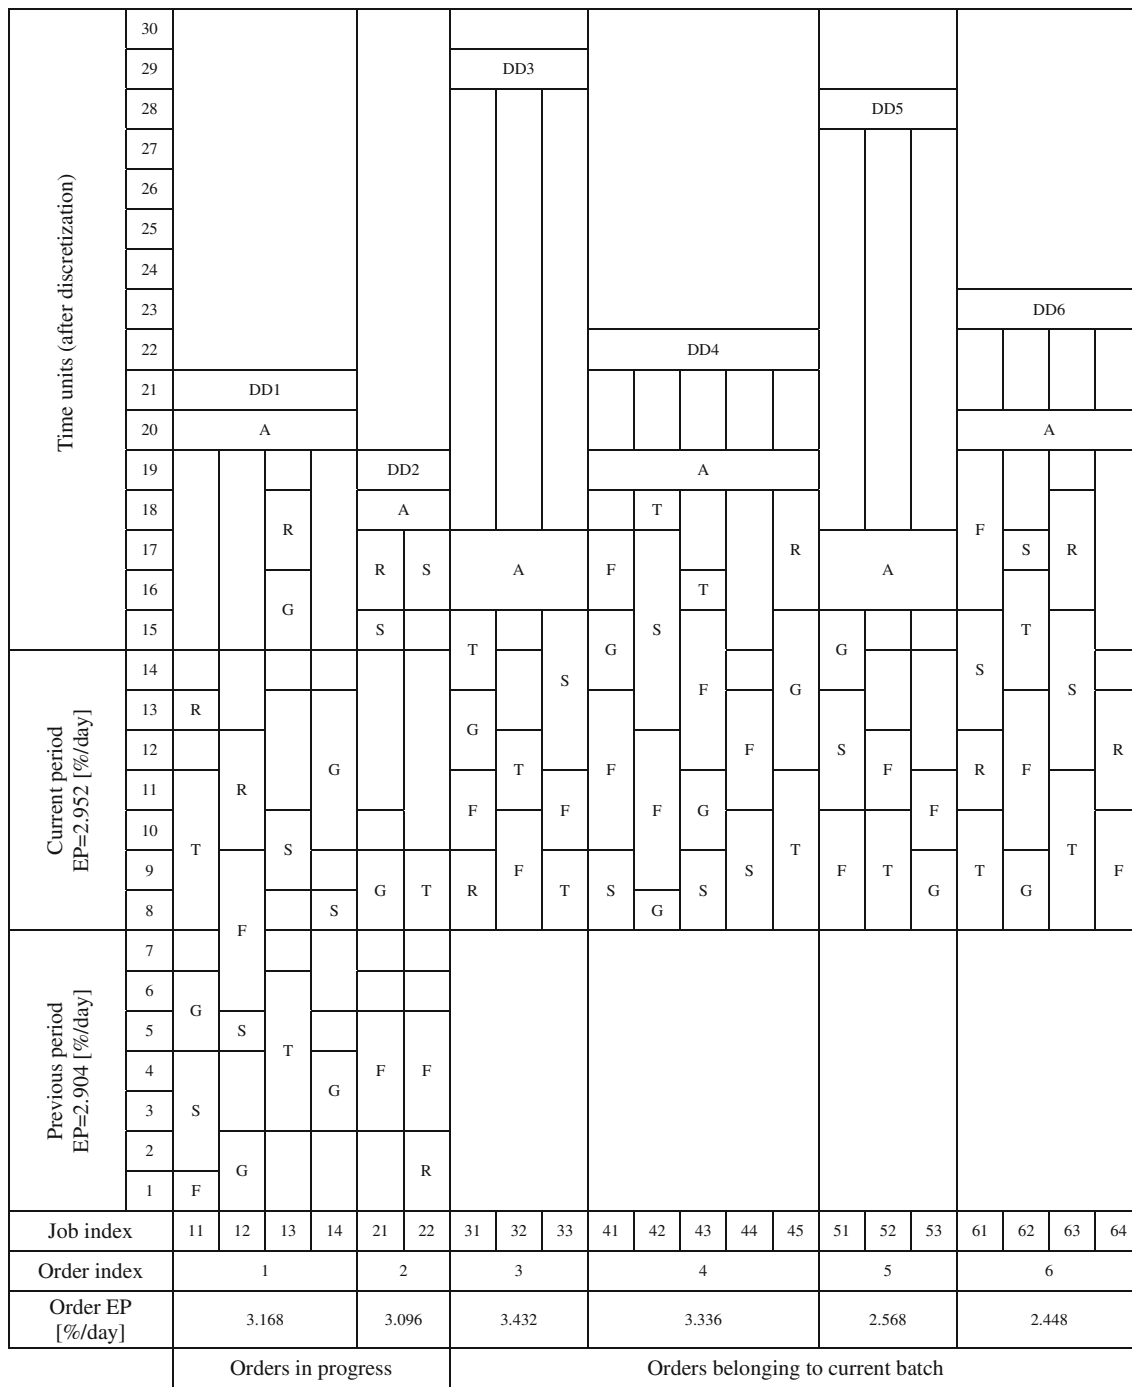 Time units (after discretization)
30
29 DD3
28 DD5
27
26
25
24
23 DD6
22 DD4
21 DD1
20 A A
19 DD2 A
18 R A T F
17 R S A F R A S R
16 G T
15 S T G S G T
Current period
EP=2.952 [%/day]
14 S F G S S
13 R G
12 G T F F S F R F R
11 R F F F G F
10 T S T T
9 G T R F T S S S F T G T G F
8 F S G
Previous period
EP=2.904 [%/day]
7
6 G
5 S T
4 G F F
3 S
2 G R
1 F
Job index 11 12 13 14 21 22 31 32 33 41 42 43 44 45 51 52 53 61 62 63 64
Order index 1 2 3 4 5 6
Order EP
[%/day] 3.168 3.096 3.432 3.336 2.568 2.448
Orders in progress Orders belonging to current batch